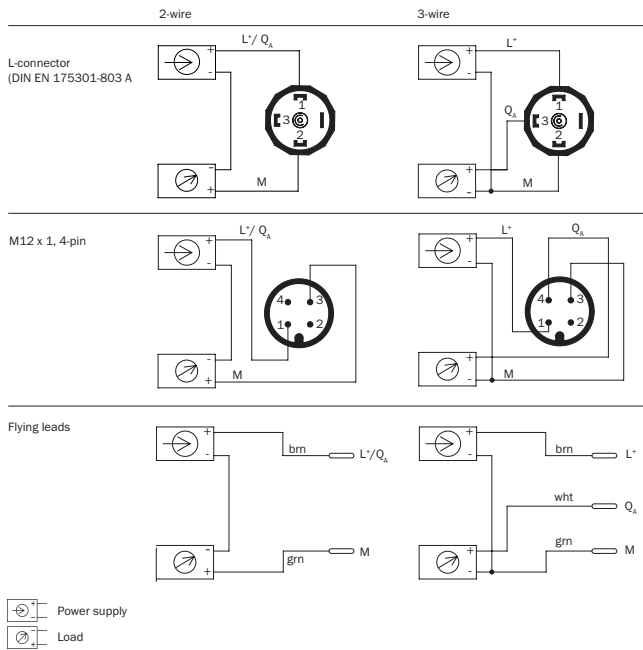 2-wire 3-wire
L-connector
(DIN EN 175301-803 A
+ L⁺/ Q_A
-
1
3
2
-
+ M
+ L⁺
-
1
Q_A 3
2
+
- M
M12 x 1, 4-pin
+ L⁺/ Q_A
-
4 3
1 2
-
+ M
+ L⁺ Q_A
-
4 3
1 2
+
- M
Flying leads
+ brn L⁺/Q_A
-
-
+ grn M
+ brn L⁺
-
wht Q_A
+ grn M
-
+ - Power supply
- + Load